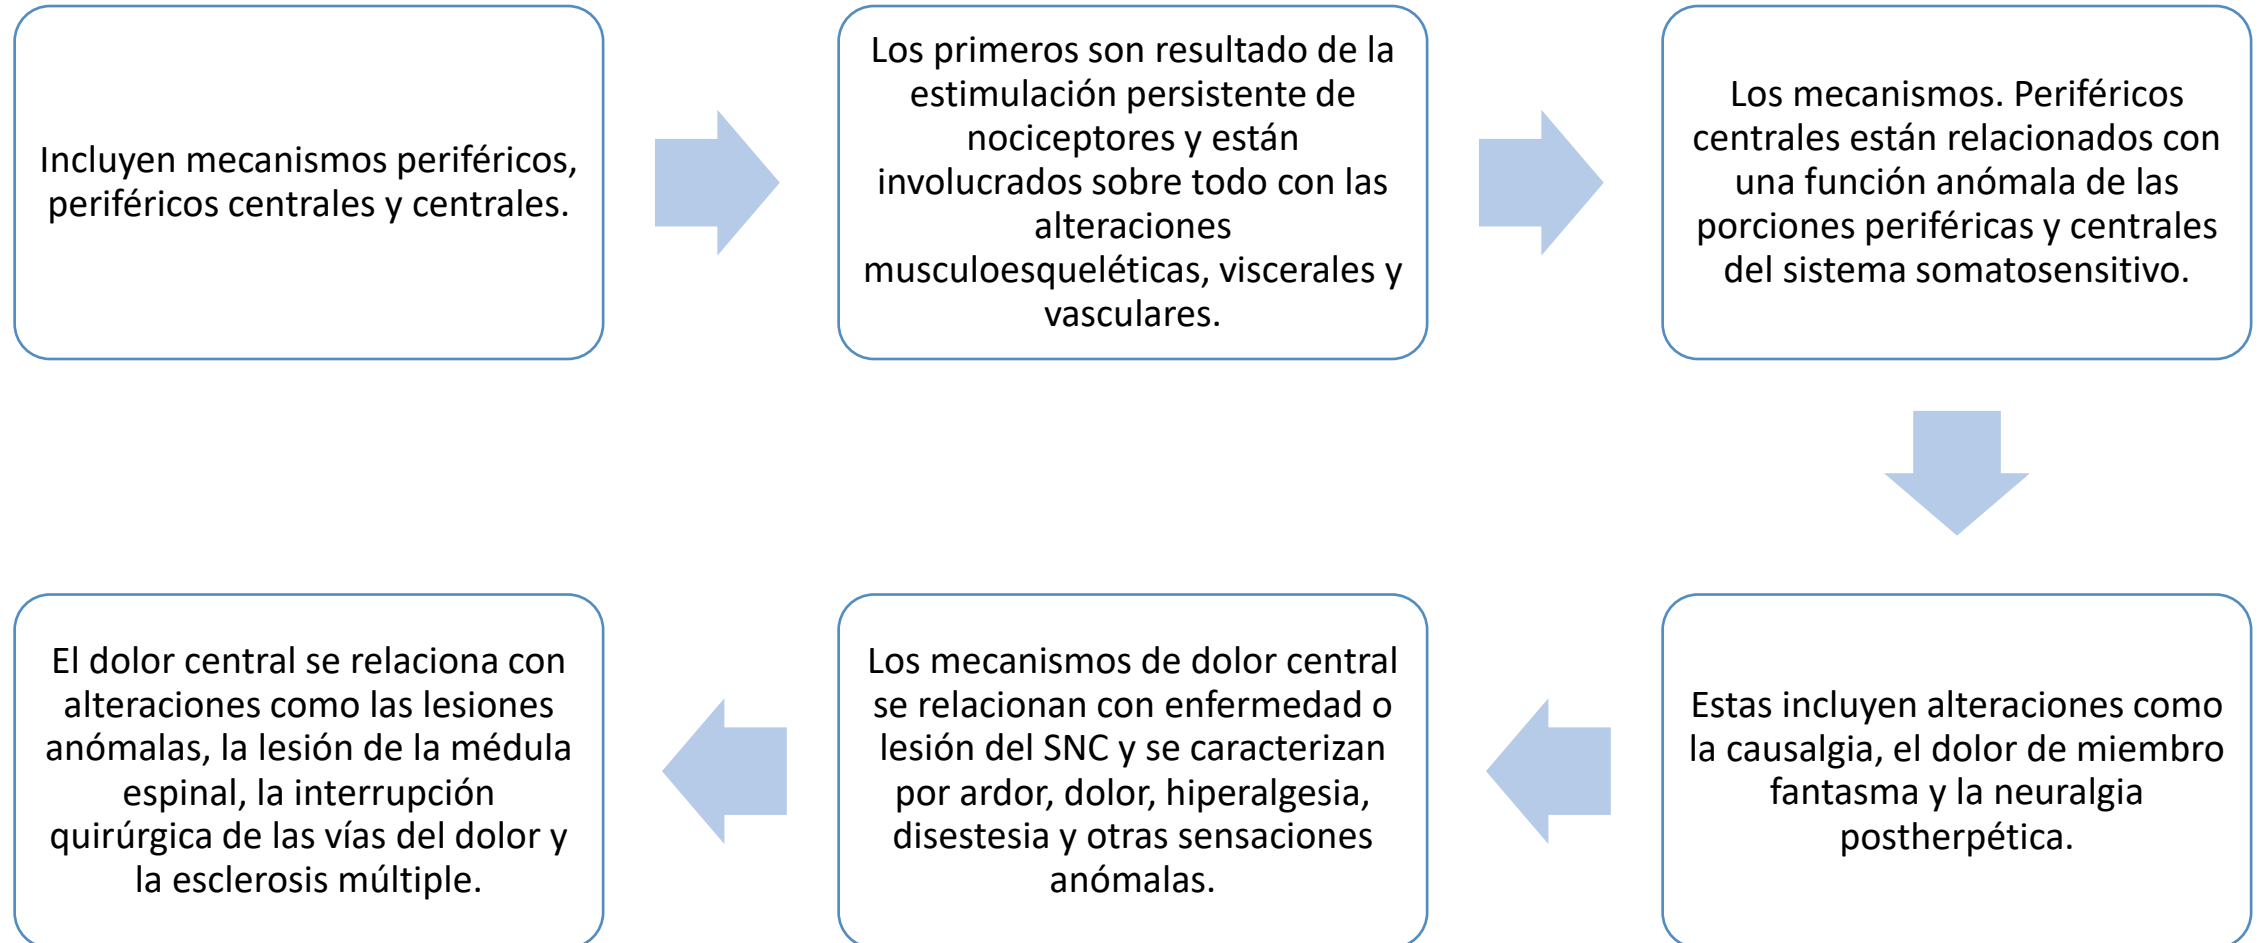 Incluyen mecanismos periféricos,
periféricos centrales y centrales.
Los primeros son resultado de la
estimulación persistente de
nociceptores y están
involucrados sobre todo con las
alteraciones
musculoesqueléticas, viscerales y
vasculares.
Los mecanismos. Periféricos
centrales están relacionados con
una función anómala de las
porciones periféricas y centrales
del sistema somatosensitivo.
Estas incluyen alteraciones como
la causalgia, el dolor de miembro
fantasma y la neuralgia
postherpética.
Los mecanismos de dolor central
se relacionan con enfermedad o
lesión del SNC y se caracterizan
por ardor, dolor, hiperalgesia,
disestesia y otras sensaciones
anómalas.
El dolor central se relaciona con
alteraciones como las lesiones
anómalas, la lesión de la médula
espinal, la interrupción
quirúrgica de las vías del dolor y
la esclerosis múltiple.